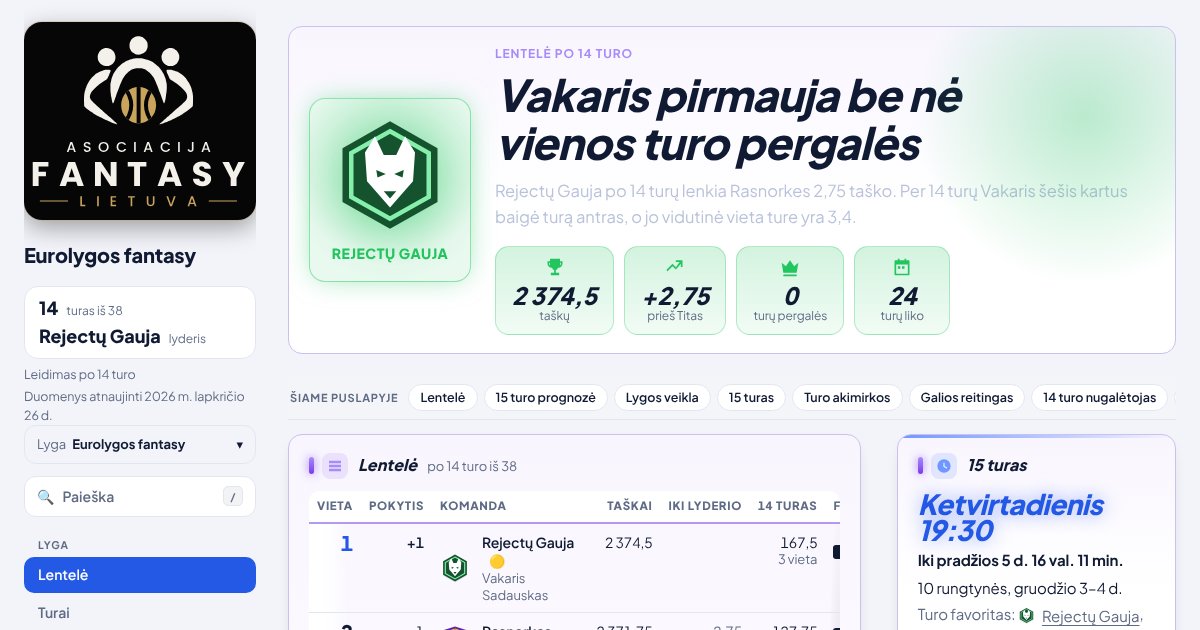 ASOCIACIJA
FANTASY
LIETUVA
Eurolygos fantasy
14 turas iš 38
Rejectų Gauja lyderis
Leidimas po 14 turo
Duomenys atnaujinti 2026 m. lapkričio
26 d.
Lyga Eurolygos fantasy
Paieška /
LYGA
Lentelė
Turai
LENTELĖ PO 14 TURO
Vakaris pirmauja be nė
vienos turo pergalės
Rejectų Gauja po 14 turų lenkia Rasnorkes 2,75 taško. Per 14 turų Vakaris šešis kartus
baigė turą antras, o jo vidutinė vieta ture yra 3,4.
REJECTŲ GAUJA
2 374,5 +2,75 0 24
taškų prieš Titas turų pergalės turų liko
ŠIAME PUSLAPYJE Lentelė 15 turo prognozė Lygos veikla 15 turas Turo akimirkos Galios reitingas 14 turo nugalėtojas
Lentelė po 14 turo iš 38
VIETA POKYTIS KOMANDA TAŠKAI IKI LYDERIO 14 TURAS F
1 +1 Rejectų Gauja 2 374,5 167,5
3 vieta
Vakaris
Sadauskas
15 turas
Ketvirtadienis
19:30
Iki pradžios 5 d. 16 val. 11 min.
10 rungtynės, gruodžio 3–4 d.
Turo favoritas: Rejectų Gauja,